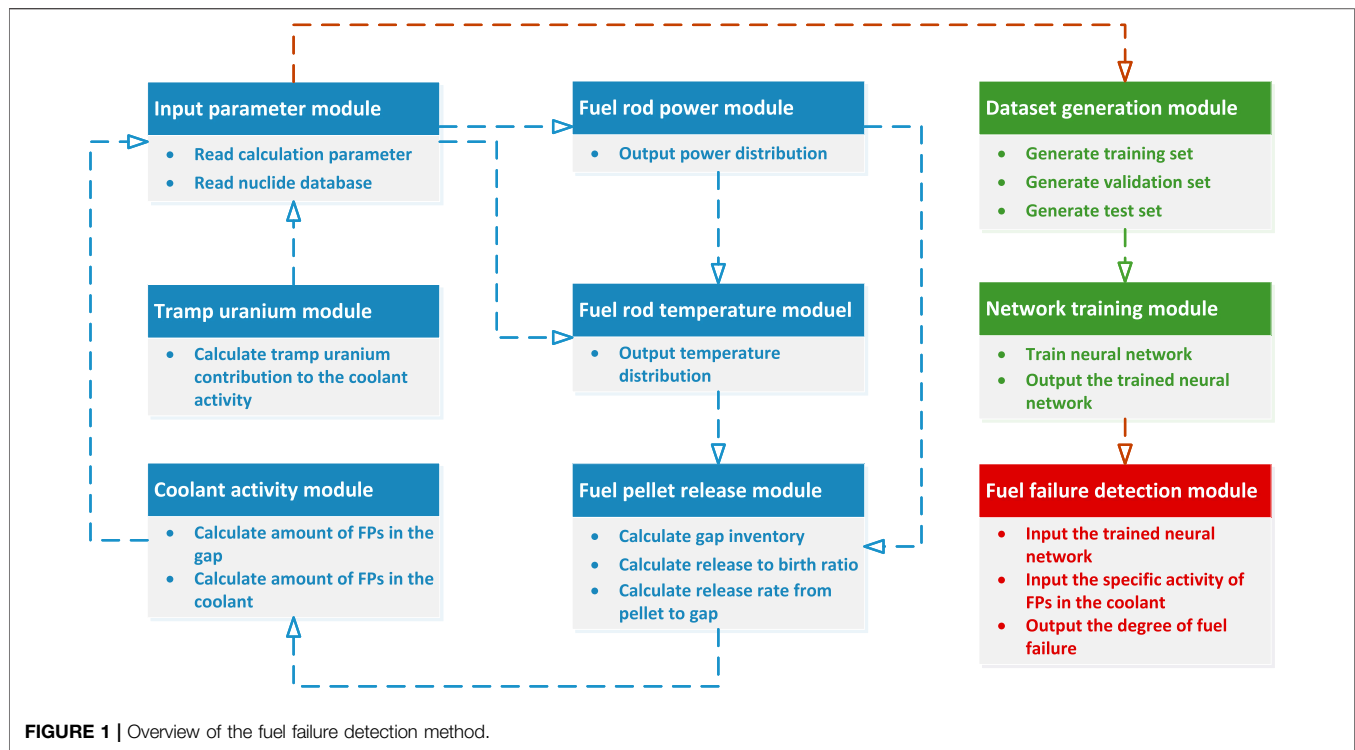 Input parameter module
• Read calculation parameter
• Read nuclide database
Tramp uranium module
• Calculate tramp uranium
contribution to the coolant
activity
Coolant activity module
• Calculate amount of FPs in the
gap
• Calculate amount of FPs in the
coolant
Fuel rod power module
• Output power distribution
Fuel rod temperature moduel
• Output temperature
distribution
Fuel pellet release module
• Calculate gap inventory
• Calculate release to birth ratio
• Calculate release rate from
pellet to gap
Dataset generation module
• Generate training set
• Generate validation set
• Generate test set
Network training module
• Train neural network
• Output the trained neural
network
Fuel failure detection module
• Input the trained neural
network
• Input the specific activity of
FPs in the coolant
• Output the degree of fuel
failure
FIGURE 1 | Overview of the fuel failure detection method.